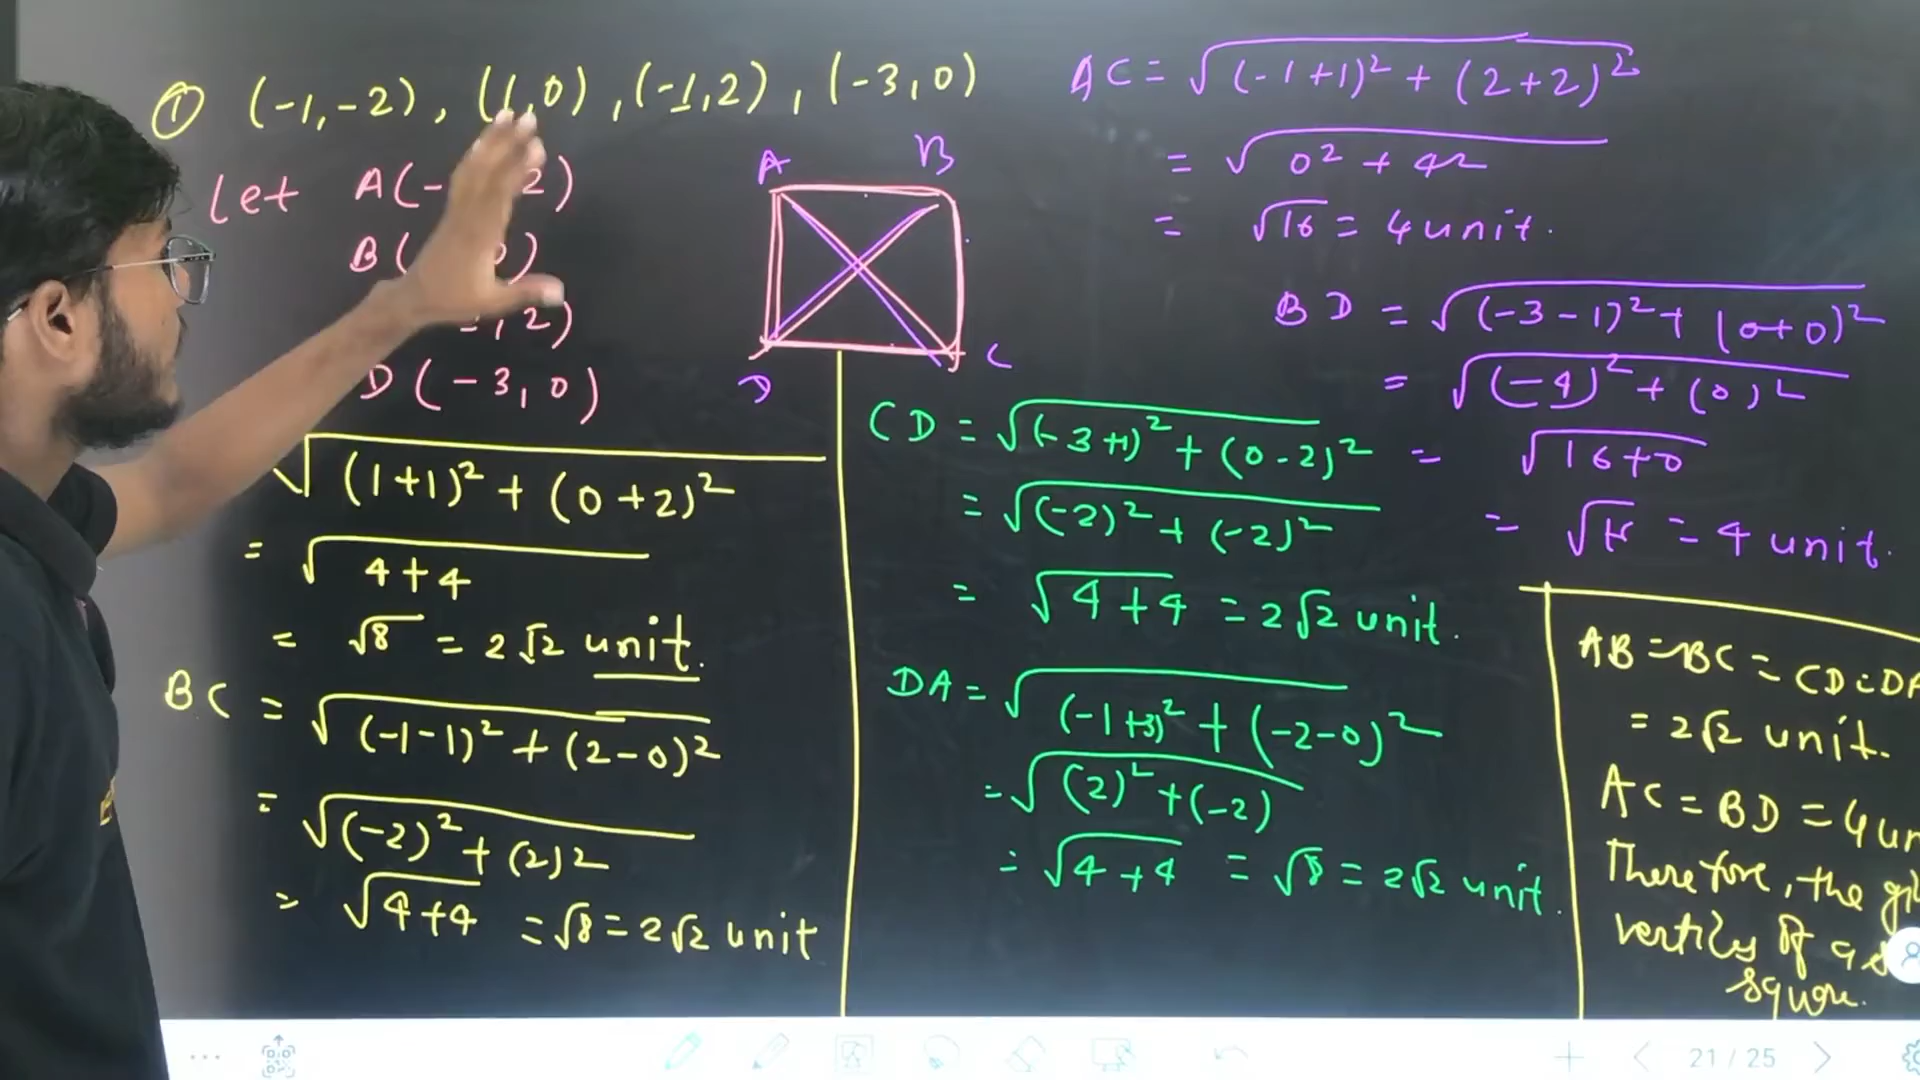 ① (-1,-2), (1,0), (-1,2), (-3,0)
Let A(- 2)
B( 0)
-1,2)
D(-3,0)
√(1+1)² + (0+2)²
= √4+4
= √8 = 2√2 unit.
BC = √(-1-1)² + (2-0)²
= √(-2)² + (2)²
= √4+4 = √8 = 2√2 unit
A B
D C
CD = √(-3+1)² + (0-2)²
= √(-2)² + (-2)²
= √4+4 = 2√2 unit.
DA = √(-1+3)² + (-2-0)²
= √(2)² + (-2)
= √4+4 = √8 = 2√2 unit.
AC = √(-1+1)² + (2+2)²
= √0² + 4²
= √16 = 4 unit.
BD = √(-3-1)² + (0+0)²
= √(-4)² + (0)²
= √16+0
= √16 = 4 unit.
AB = BC = CD = DA
= 2√2 unit.
AC = BD = 4 un
Therefore, the gi
of a
square.
21 / 25